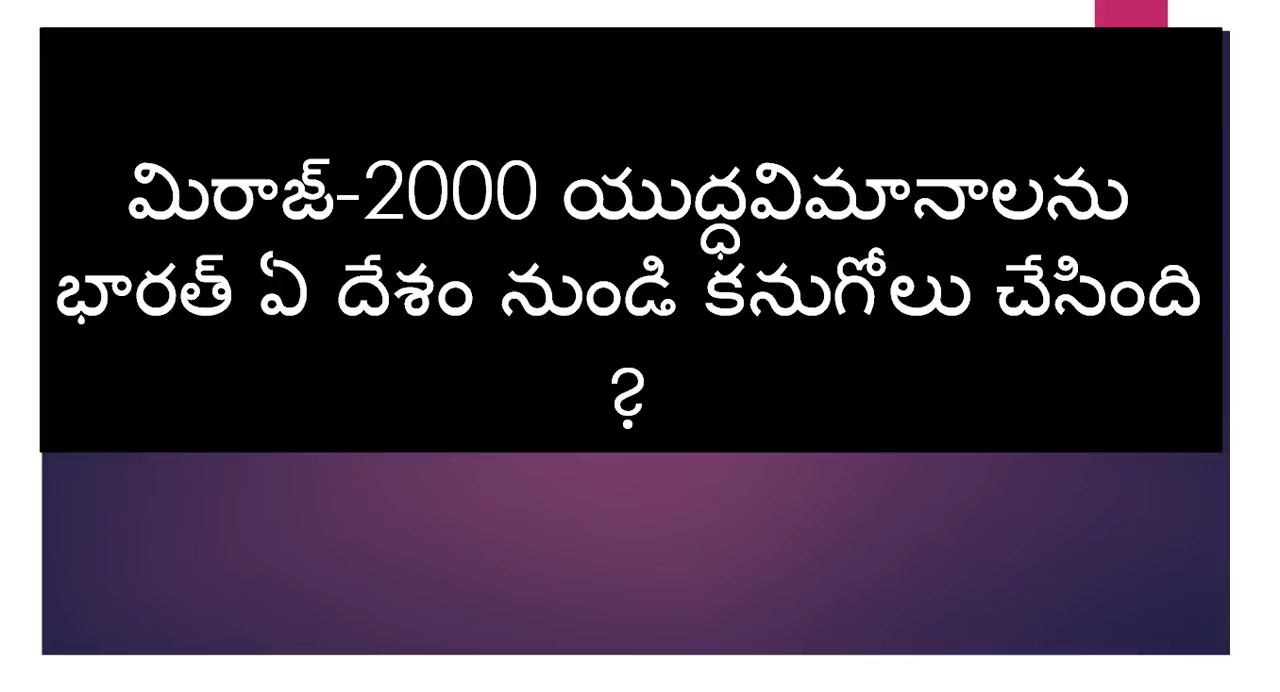 మిరాజ్-2000 యుద్ధవిమానాలను
భారత్ ఏ దేశం నుండి కనుగోలు చేసింది
?